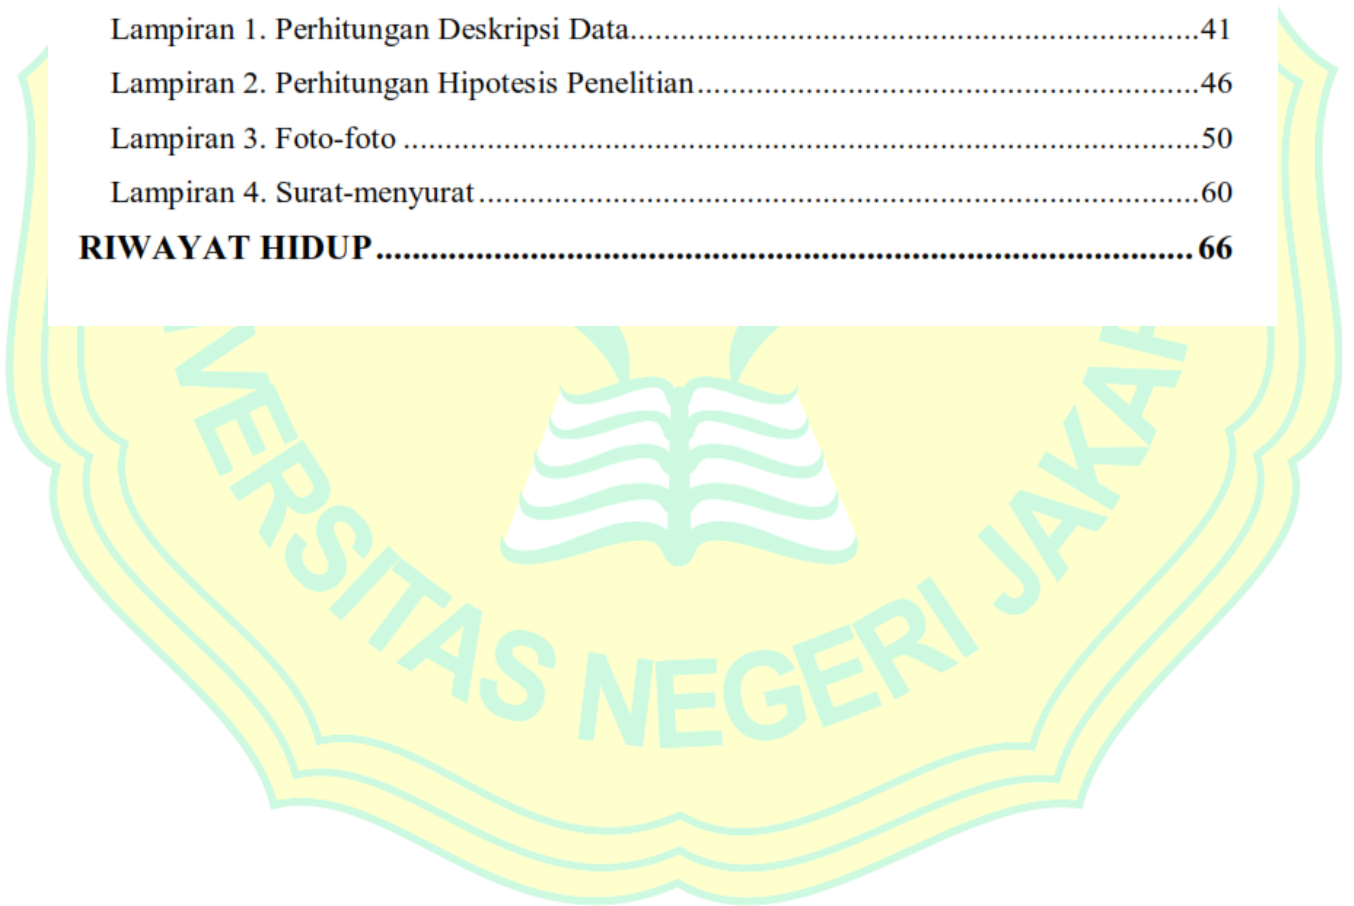 Lampiran 1. Perhitungan Deskripsi Data.....................................................................41
Lampiran 2. Perhitungan Hipotesis Penelitian.............................................................46
Lampiran 3. Foto-foto ................................................................................................50
Lampiran 4. Surat-menyurat.......................................................................................60
RIWAYAT HIDUP.......................................................................................... 66
VERSITAS NEGERI JAKAR